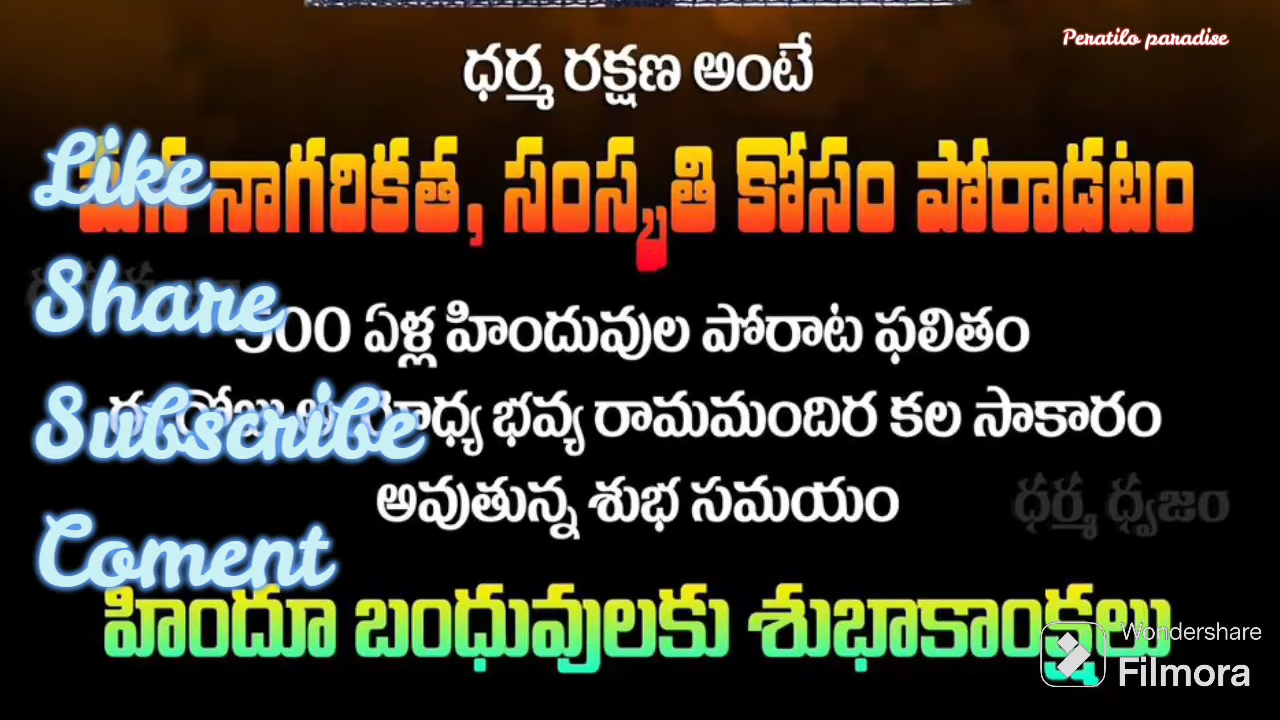 Peratilo paradise
ధర్మ రక్షణ అంటే
Like
నాగరికత, సంస్కృతి కోసం పోరాడటం
Share
ఏళ్ల హిందువుల పోరాట ఫలితం
Subscribe
భవ్య రామమందిర కల సాకారం
అవుతున్న శుభ సమయం
ధర్మ ధ్వజం
Coment
హిందూ బంధువులకు శుభాకాంక్షలు
Wondershare
Filmora